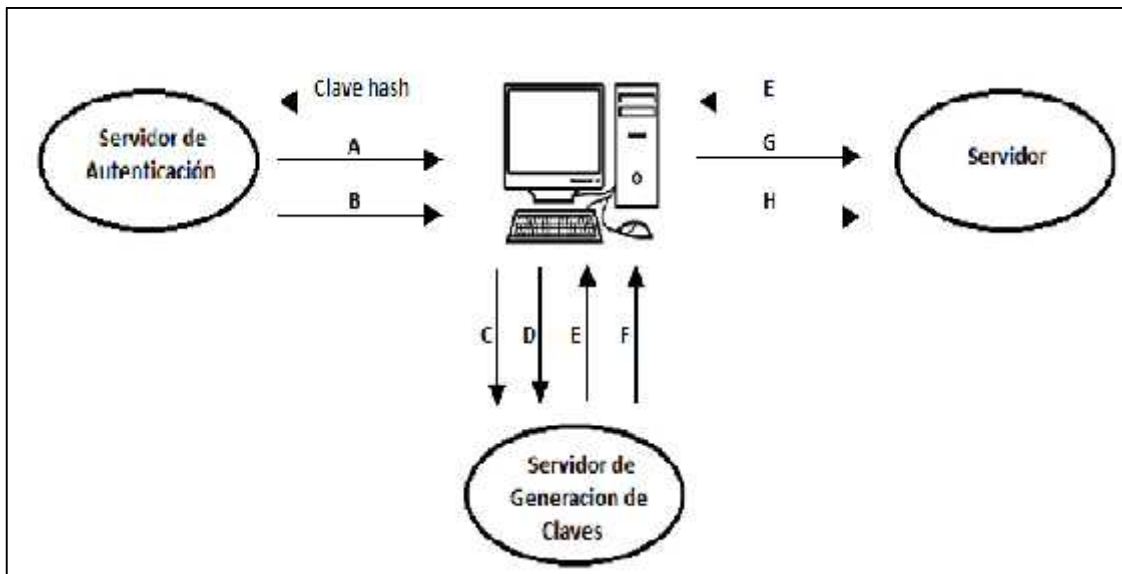 Clave hash
E
Servidor de
Autenticación
A
G
Servidor
B
H
C
D
E
F
Servidor de
Generacion de
Claves